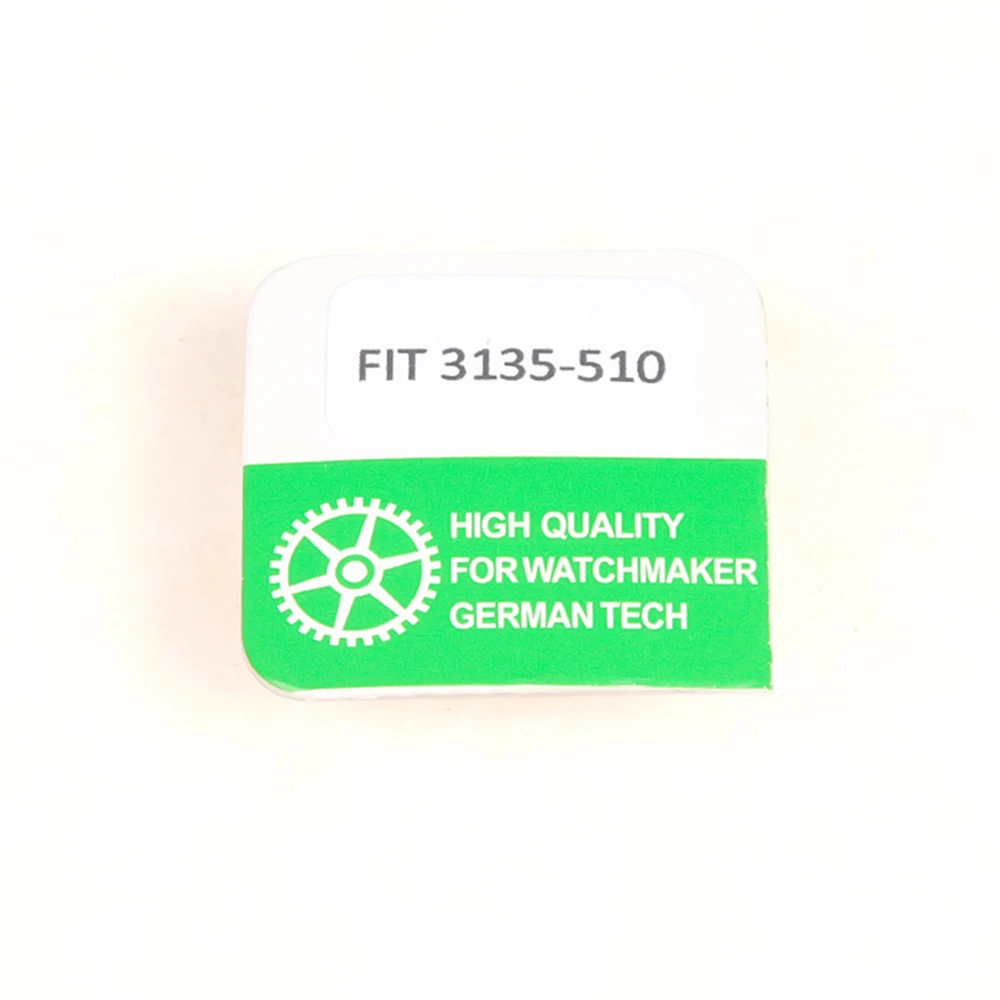 FIT 3135-510
HIGH QUALITY
FOR WATCHMAKER
GERMAN TECH